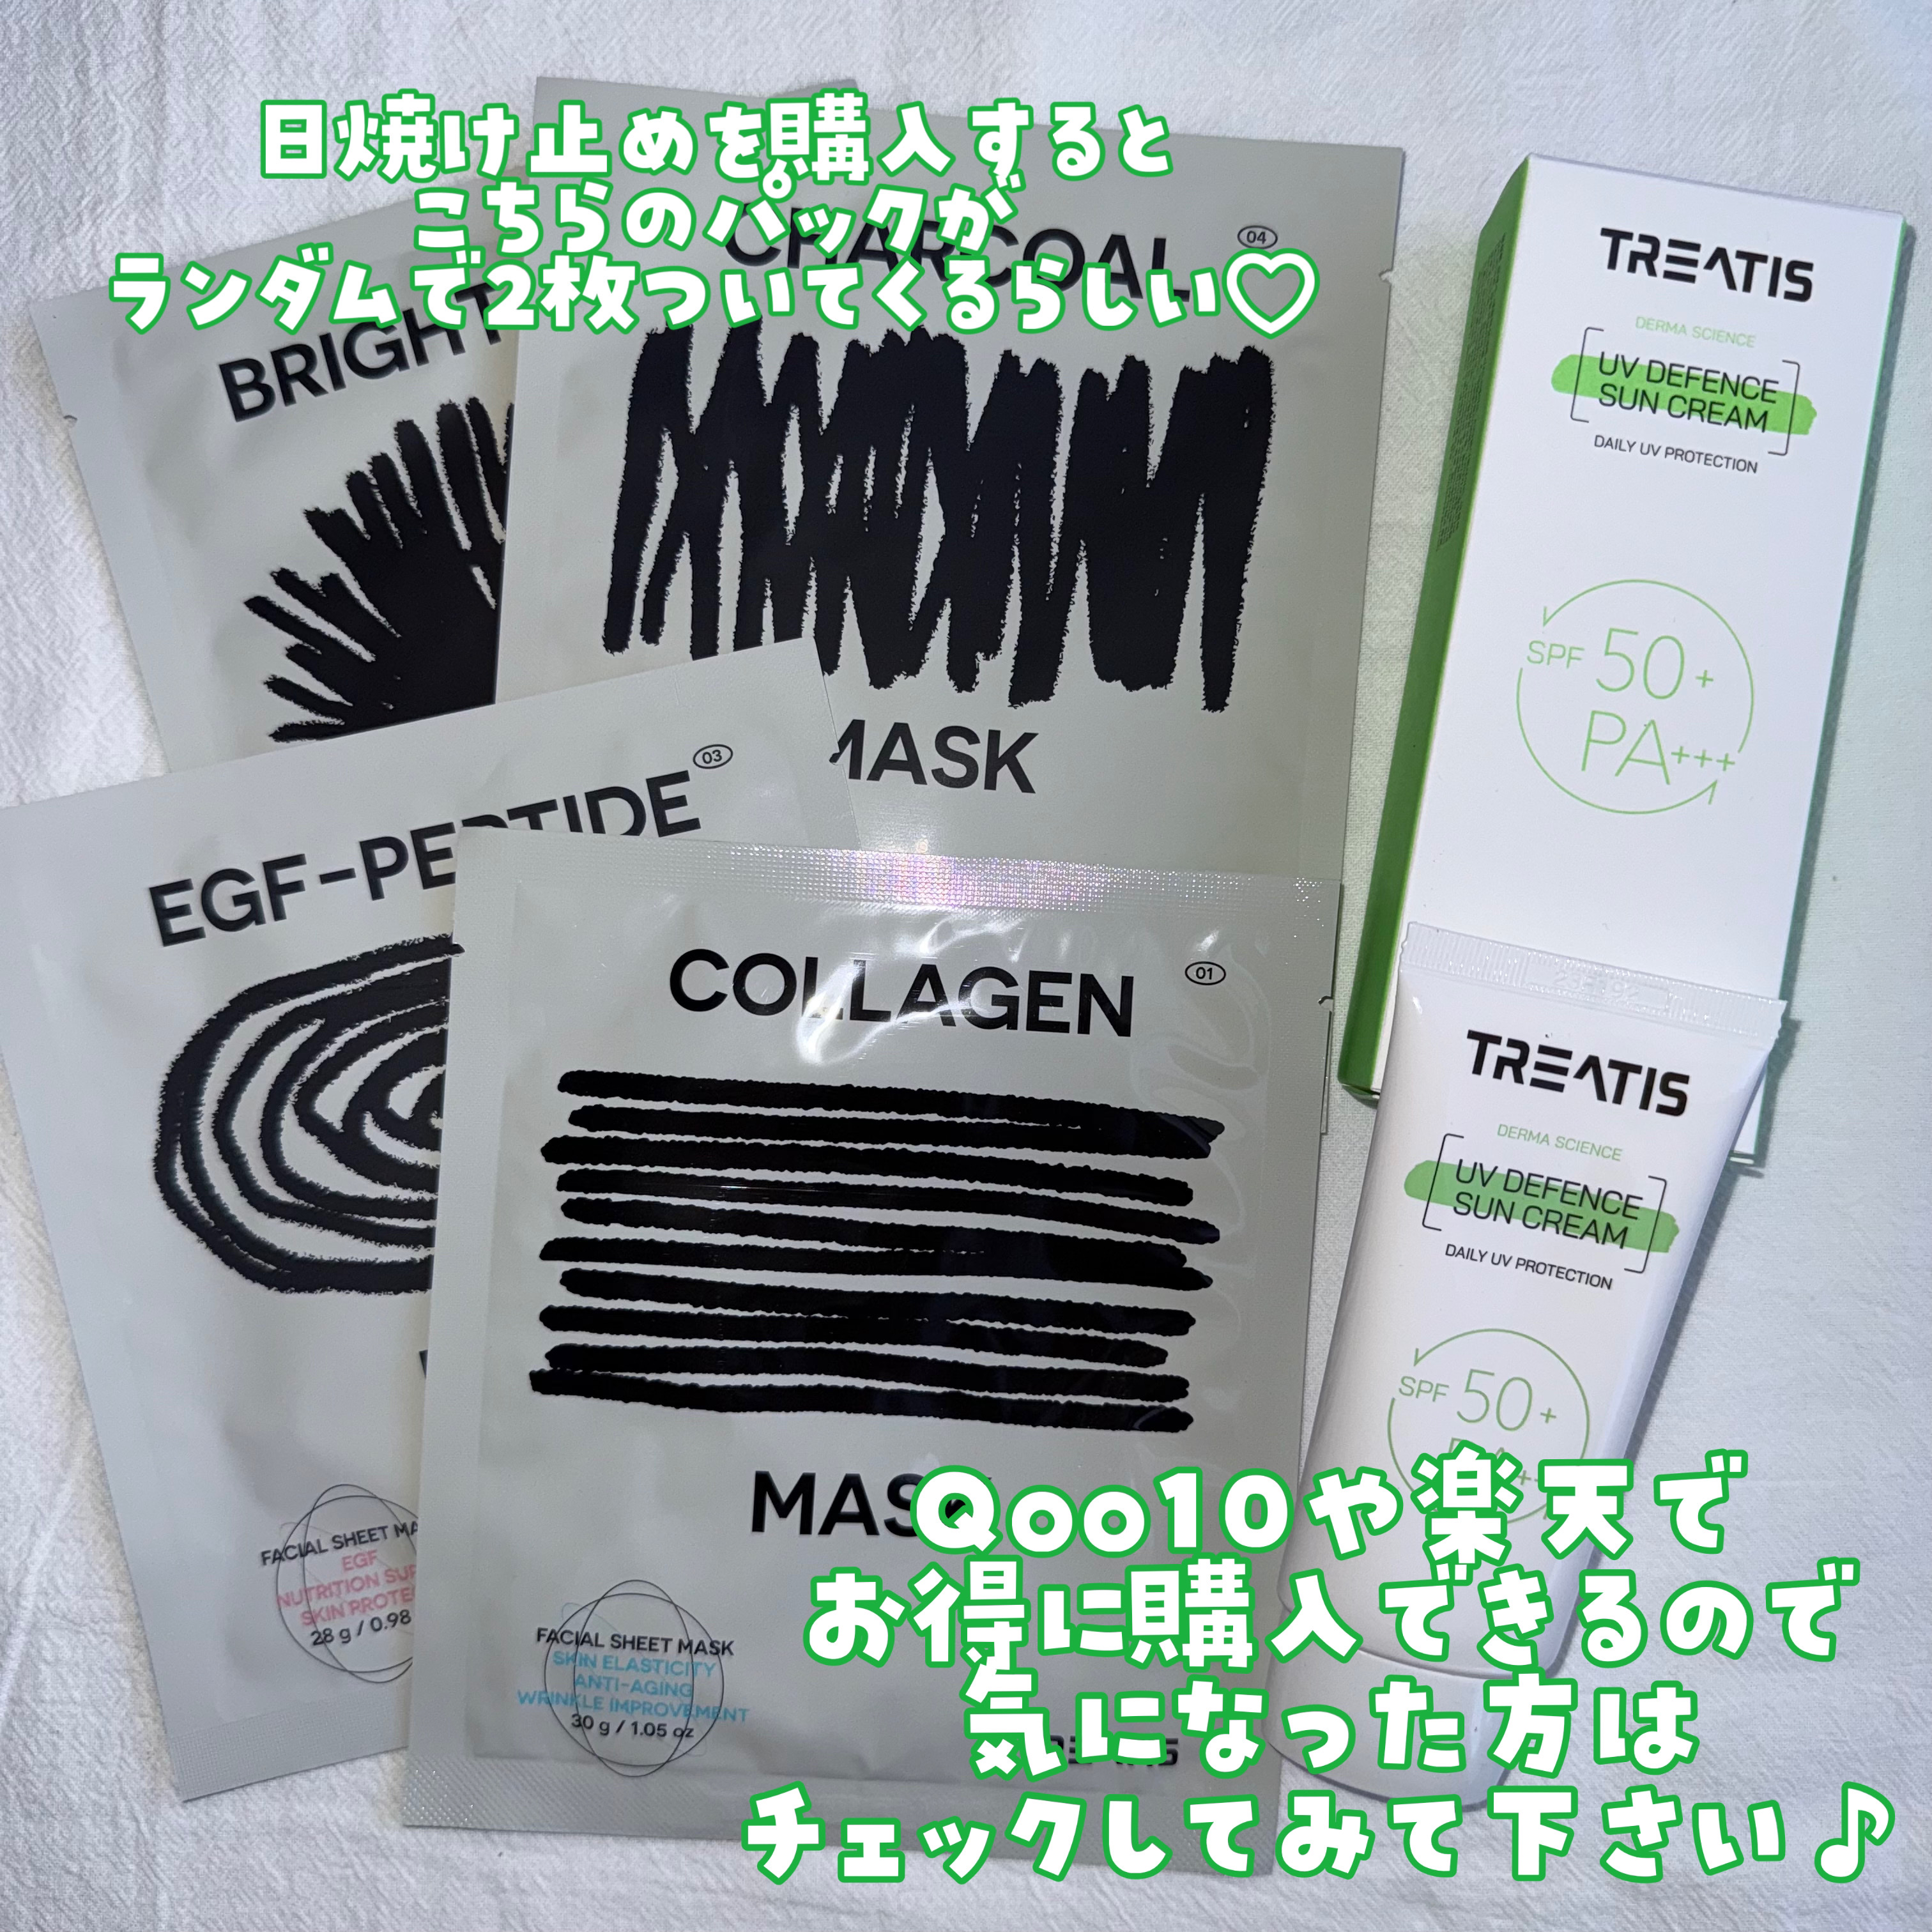 日焼け止めを購入すると
こちらのパックが
ランダムで2枚ついてくるらしい♡
BRIGHT
CHARCOAL 04
MASK
EGF-PEPTIDE 03
FACIAL SHEET
EGF
NUTRITION
SKIN
28 g / 0.98
COLLAGEN 01
MASK
FACIAL SHEET MASK
SKIN ELASTICITY
ANTI-AGING
WRINKLE IMPROVEMENT
30 g / 1.05 oz
TREATIS
DERMA SCIENCE
UV DEFENCE
SUN CREAM
DAILY UV PROTECTION
SPF 50+
PA+++
TREATIS
DERMA SCIENCE
UV DEFENCE
SUN CREAM
DAILY UV PROTECTION
SPF 50+
Qoo10や楽天で
お得に購入できるので
気になった方は
チェックしてみて下さい♪